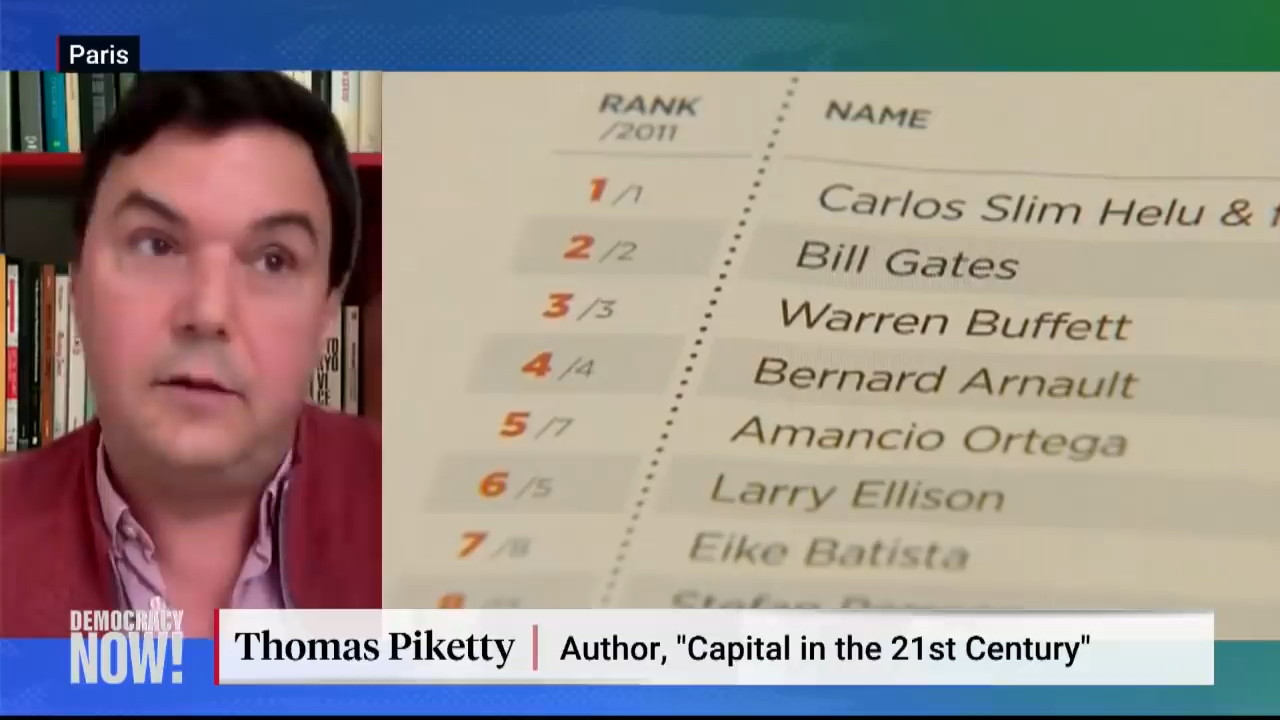 Paris
RANK
/2011
NAME
1 /1
Carlos Slim Helu &
2 /2
Bill Gates
3 /3
Warren Buffett
4 /4
Bernard Arnault
5 /7
Amancio Ortega
6 /5
Larry Ellison
7 /8
Eike Batista
8
Stefan
DEMOCRACY
NOW!
Thomas Piketty
Author, "Capital in the 21st Century"